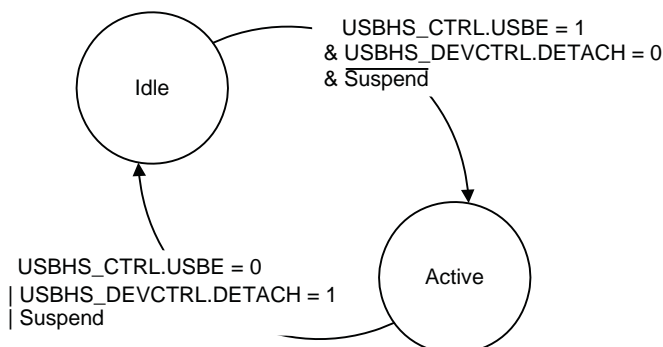 USBHS_CTRL.USBE = 1
& USBHS_DEVCTRL.DETACH = 0
& Suspend
Idle
USBHS_CTRL.USBE = 0
| USBHS_DEVCTRL.DETACH = 1
| Suspend
Active